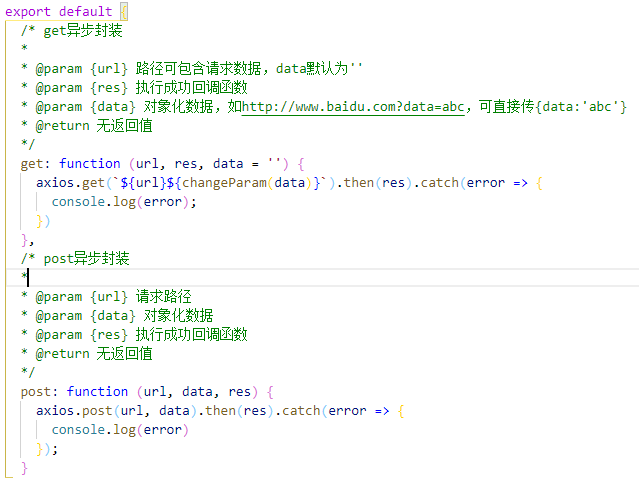 export default {
/* get异步封装
*
* @param {url} 路径可包含请求数据，data默认为''
* @param {res} 执行成功回调函数
* @param {data} 对象化数据，如http://www.baidu.com?data=abc，可直接传{data:'abc'}
* @return 无返回值
*/
get: function (url, res, data = '') {
axios.get(`${url}${changeParam(data)}`).then(res).catch(error => {
console.log(error);
})
},
/* post异步封装
*
* @param {url} 请求路径
* @param {data} 对象化数据
* @param {res} 执行成功回调函数
* @return 无返回值
*/
post: function (url, data, res) {
axios.post(url, data).then(res).catch(error => {
console.log(error)
});
}